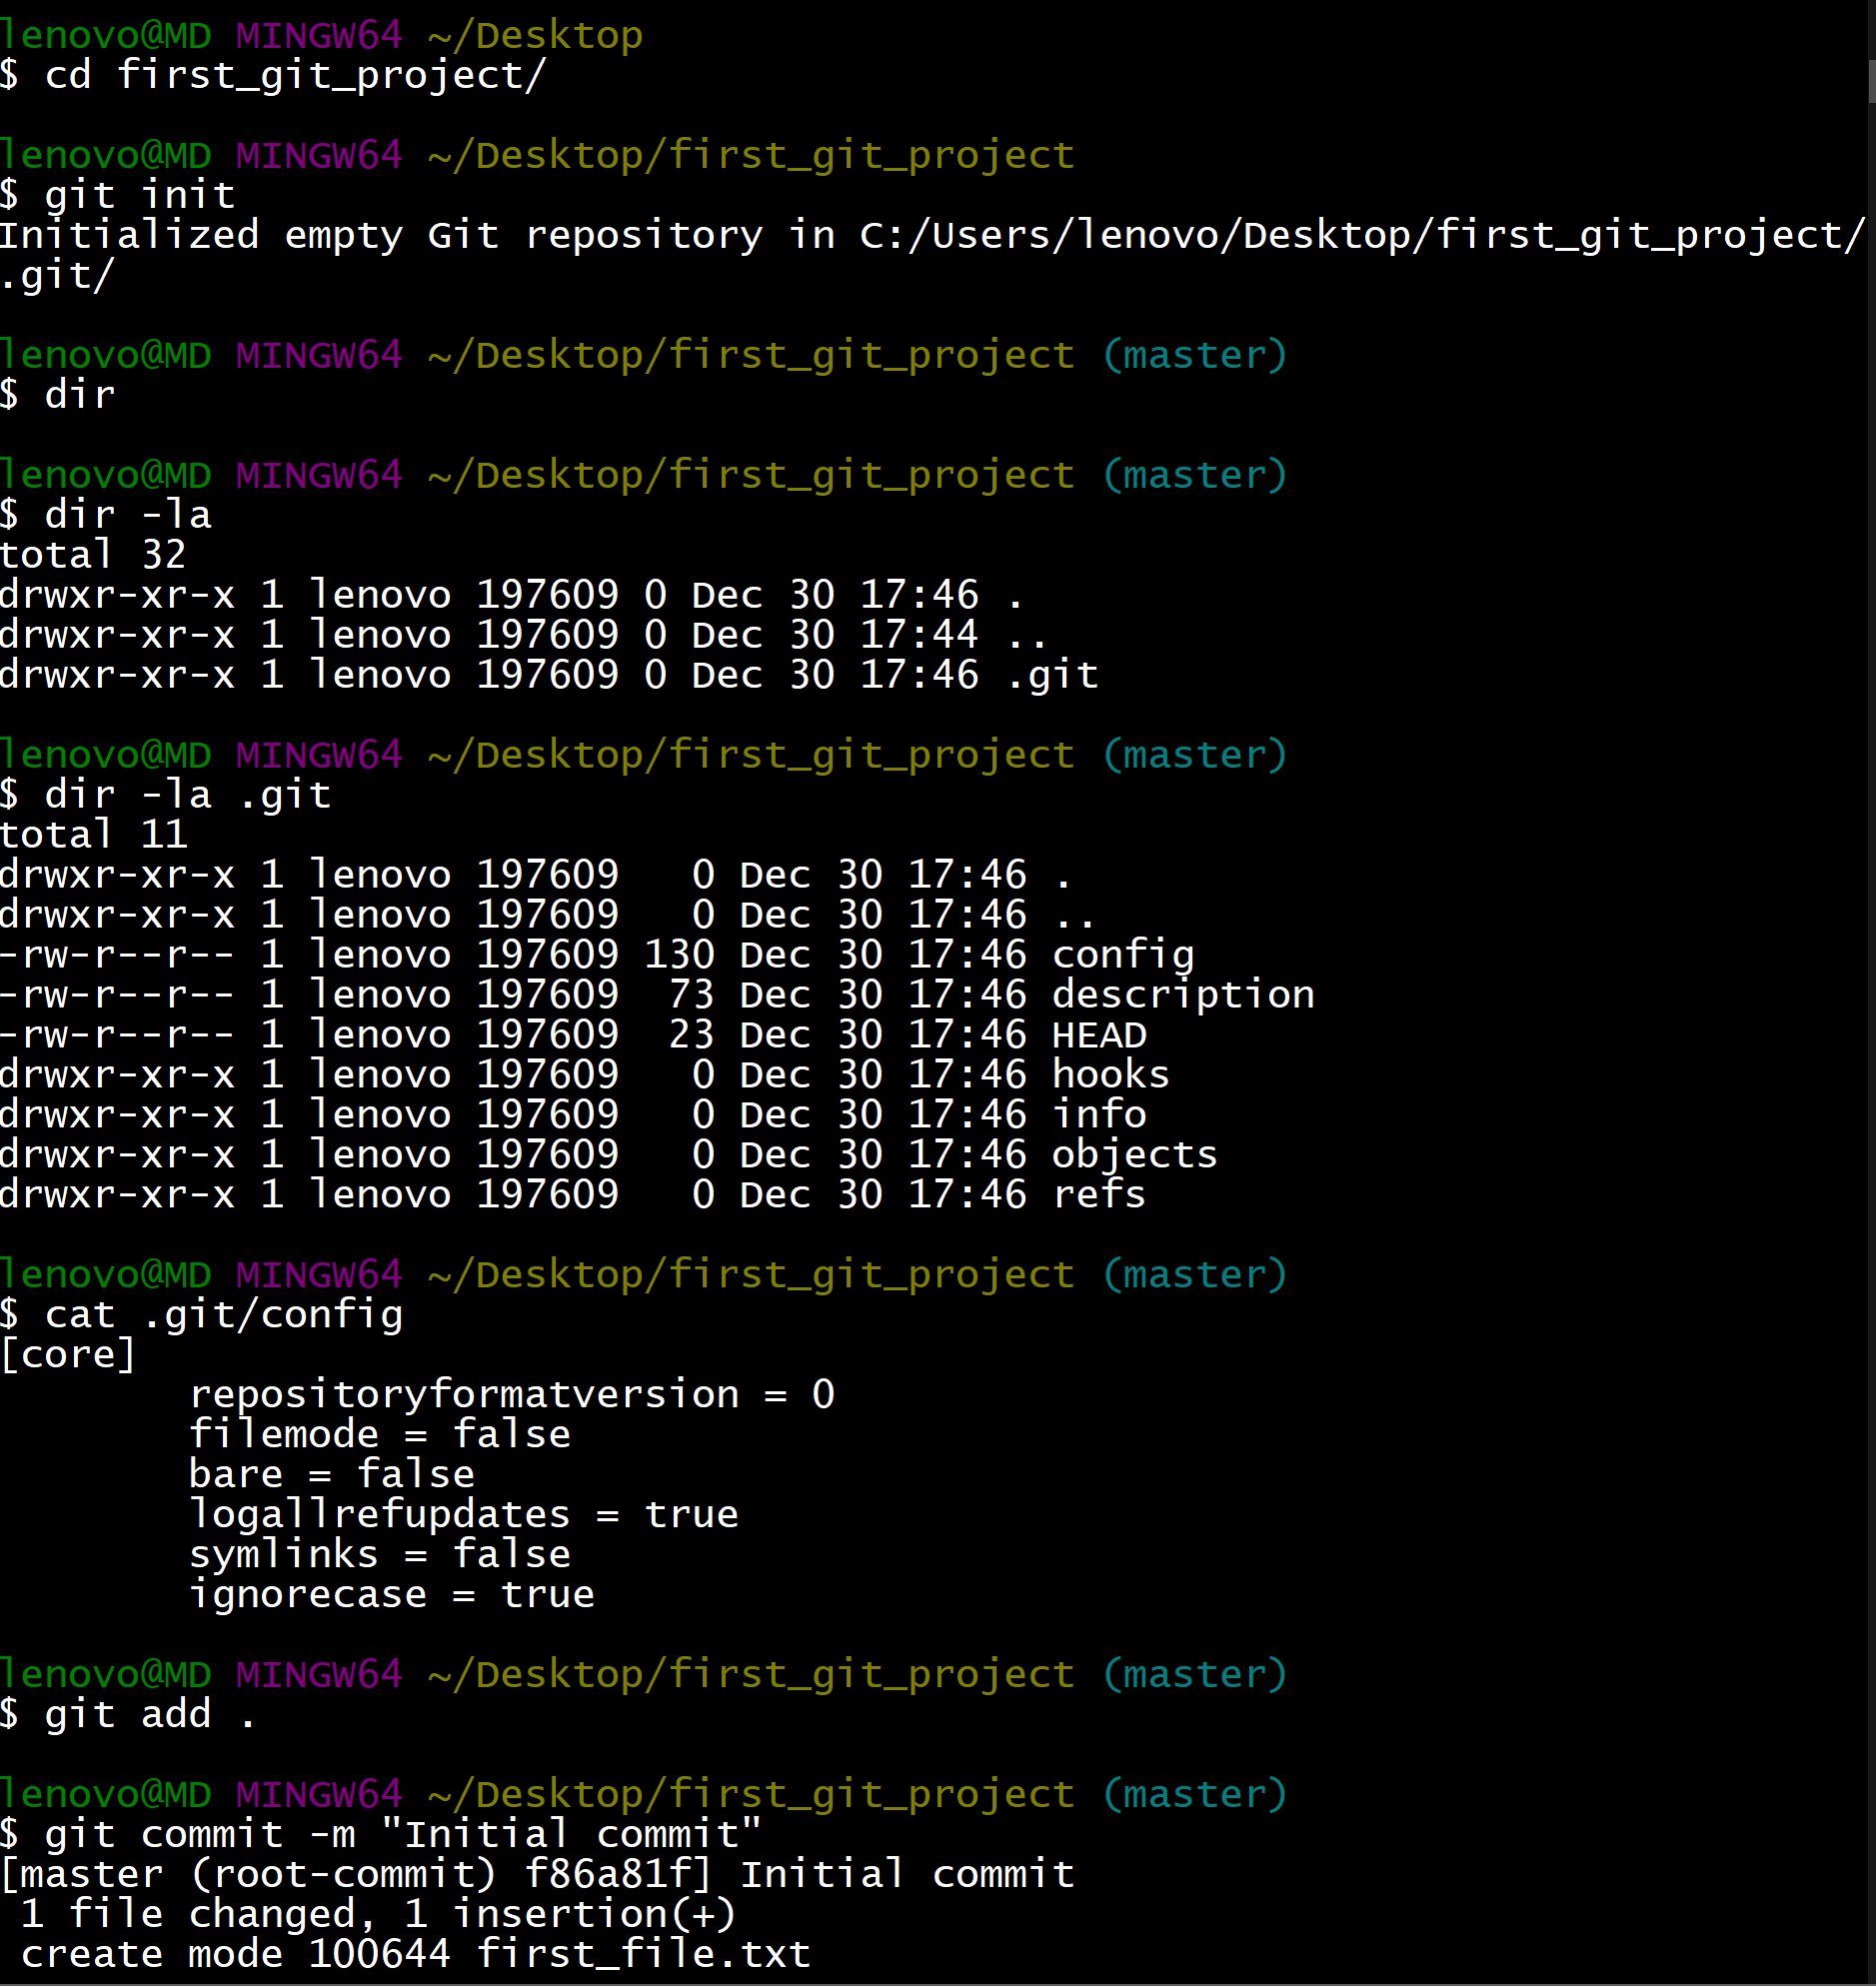 lenovo@MD MINGW64 ~/Desktop
$ cd first_git_project/
lenovo@MD MINGW64 ~/Desktop/first_git_project
$ git init
Initialized empty Git repository in C:/Users/lenovo/Desktop/first_git_project/
.git/
lenovo@MD MINGW64 ~/Desktop/first_git_project (master)
$ dir
lenovo@MD MINGW64 ~/Desktop/first_git_project (master)
$ dir -la
total 32
drwxr-xr-x 1 lenovo 197609 0 Dec 30 17:46 .
drwxr-xr-x 1 lenovo 197609 0 Dec 30 17:44 ..
drwxr-xr-x 1 lenovo 197609 0 Dec 30 17:46 .git
lenovo@MD MINGW64 ~/Desktop/first_git_project (master)
$ dir -la .git
total 11
drwxr-xr-x 1 lenovo 197609   0 Dec 30 17:46 .
drwxr-xr-x 1 lenovo 197609   0 Dec 30 17:46 ..
-rw-r--r-- 1 lenovo 197609 130 Dec 30 17:46 config
-rw-r--r-- 1 lenovo 197609  73 Dec 30 17:46 description
-rw-r--r-- 1 lenovo 197609  23 Dec 30 17:46 HEAD
drwxr-xr-x 1 lenovo 197609   0 Dec 30 17:46 hooks
drwxr-xr-x 1 lenovo 197609   0 Dec 30 17:46 info
drwxr-xr-x 1 lenovo 197609   0 Dec 30 17:46 objects
drwxr-xr-x 1 lenovo 197609   0 Dec 30 17:46 refs
lenovo@MD MINGW64 ~/Desktop/first_git_project (master)
$ cat .git/config
[core]
        repositoryformatversion = 0
        filemode = false
        bare = false
        logallrefupdates = true
        symlinks = false
        ignorecase = true
lenovo@MD MINGW64 ~/Desktop/first_git_project (master)
$ git add .
lenovo@MD MINGW64 ~/Desktop/first_git_project (master)
$ git commit -m "Initial commit"
[master (root-commit) f86a81f] Initial commit
 1 file changed, 1 insertion(+)
 create mode 100644 first_file.txt